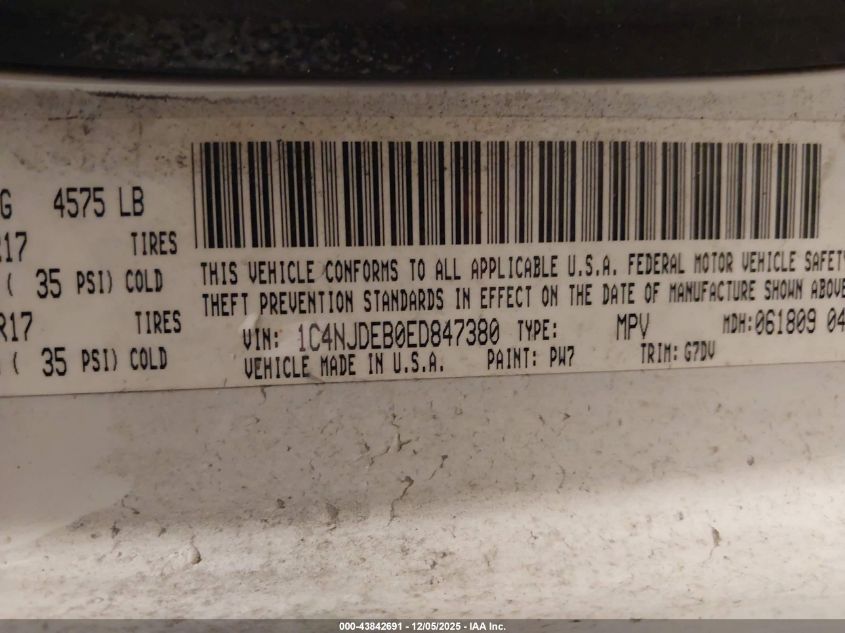 G 4575 LB
R17 TIRES
( 35 PSI) COLD
R17 TIRES
( 35 PSI) COLD
THIS VEHICLE CONFORMS TO ALL APPLICABLE U.S.A. FEDERAL MOTOR VEHICLE SAFETY
THEFT PREVENTION STANDARDS IN EFFECT ON THE DATE OF MANUFACTURE SHOWN ABOVE
VIN: 1C4NJDEB0ED847380 TYPE: MPV MDH: 061809 04
VEHICLE MADE IN U.S.A. PAINT: PW7 TRIM: G7DV
000-43842691 - 12/05/2025 - IAA Inc.